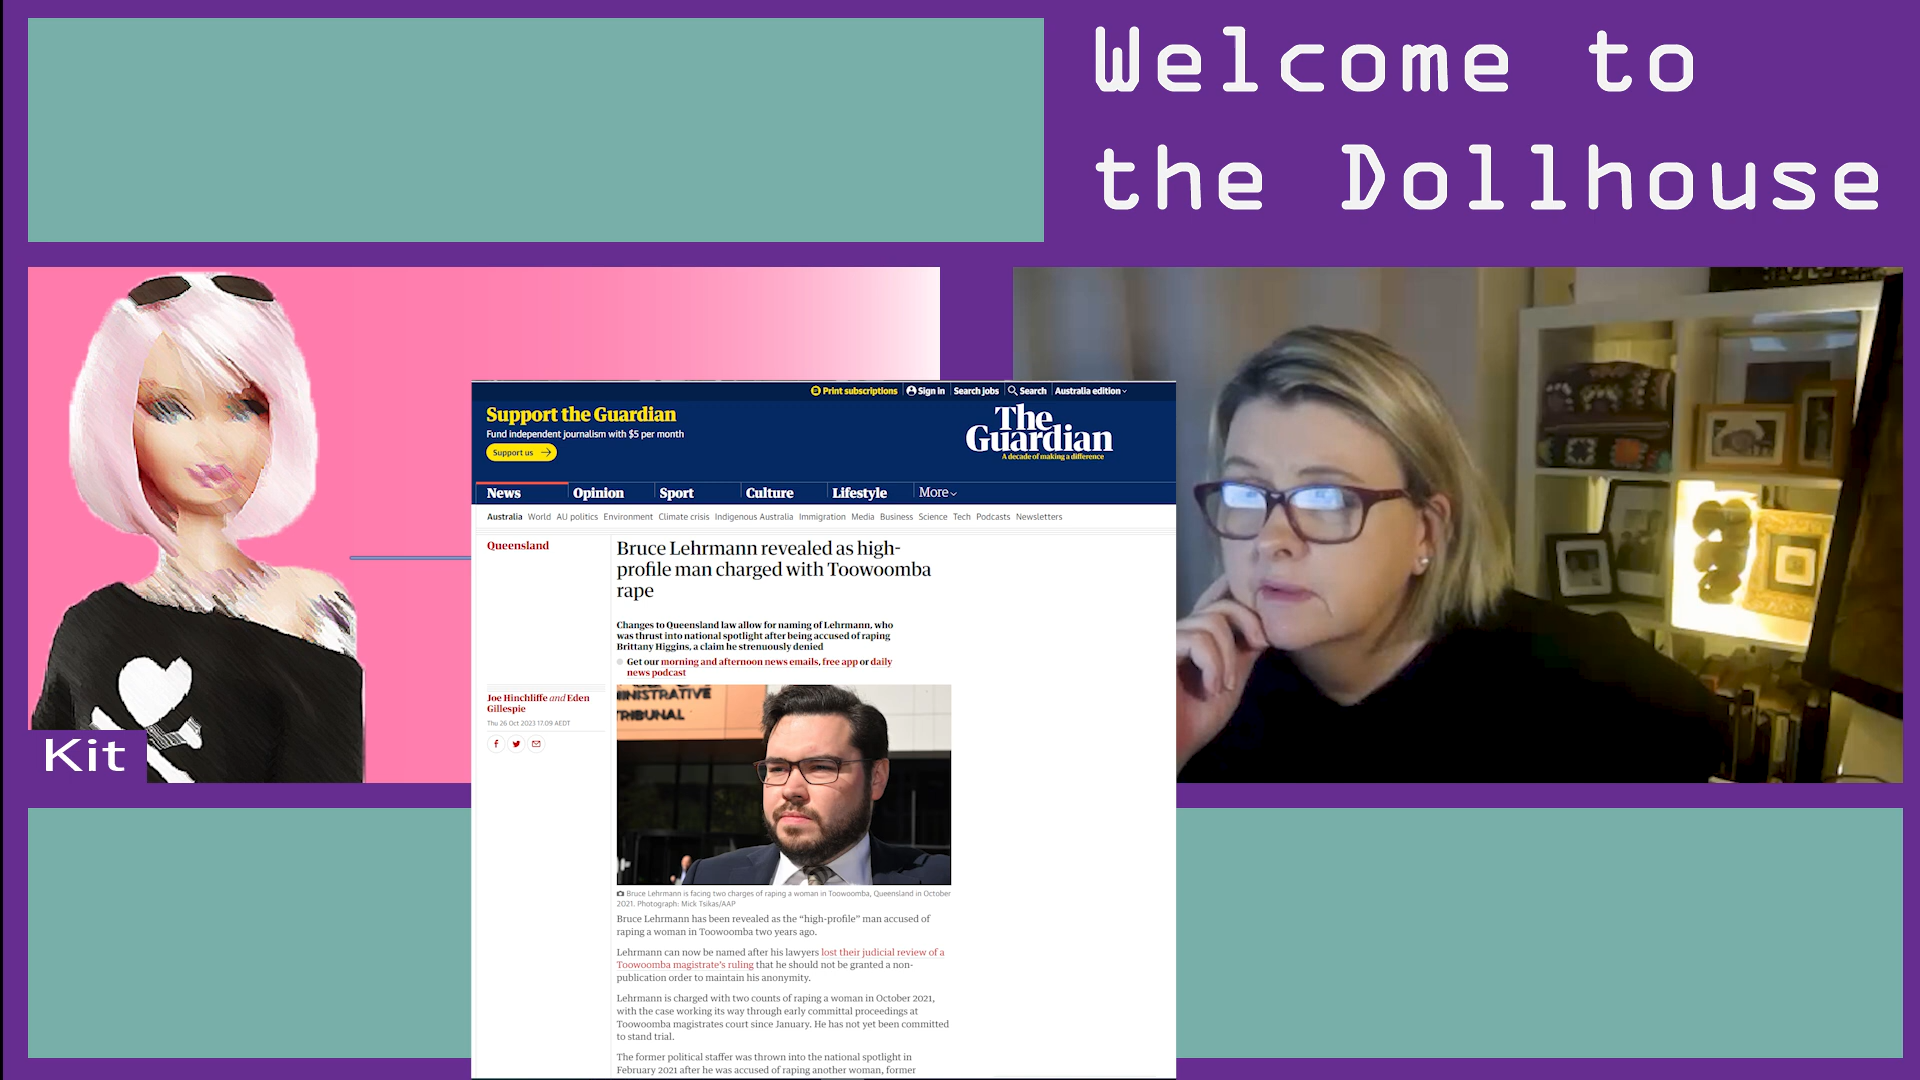 Welcome to
the Dollhouse
Kit
Print subscriptions
Sign in
Search jobs
Search
Australia edition
Support the Guardian
Fund independent journalism with $5 per month
Support us
The
Guardian
A decade of making a difference
News
Opinion
Sport
Culture
Lifestyle
More
Australia World AU politics Environment Climate crisis Indigenous Australia Immigration Media Business Science Tech Podcasts Newsletters
Queensland
Bruce Lehrmann revealed as high-
profile man charged with Toowoomba
rape
Changes to Queensland law allow for naming of Lehrmann, who
was thrust into national spotlight after being accused of raping
Brittany Higgins, a claim he strenuously denied
Get our morning and afternoon news emails, free app or daily
news podcast
Joe Hinchliffe and Eden
Gillespie
Thu 26 Oct 2023 17.09 AEDT
INISTRATIVE
TRIBUNAL
Bruce Lehrmann is facing two charges of raping a woman in Toowoomba, Queensland in October
2021. Photograph: Mick Tsikas/AAP
Bruce Lehrmann has been revealed as the “high-profile” man accused of
raping a woman in Toowoomba two years ago.
Lehrmann can now be named after his lawyers lost their judicial review of a
Toowoomba magistrate’s ruling that he should not be granted a non-
publication order to maintain his anonymity.
Lehrmann is charged with two counts of raping a woman in October 2021,
with the case working its way through early committal proceedings at
Toowoomba magistrates court since January. He has not yet been committed
to stand trial.
The former political staffer was thrown into the national spotlight in
February 2021 after he was accused of raping another woman, former